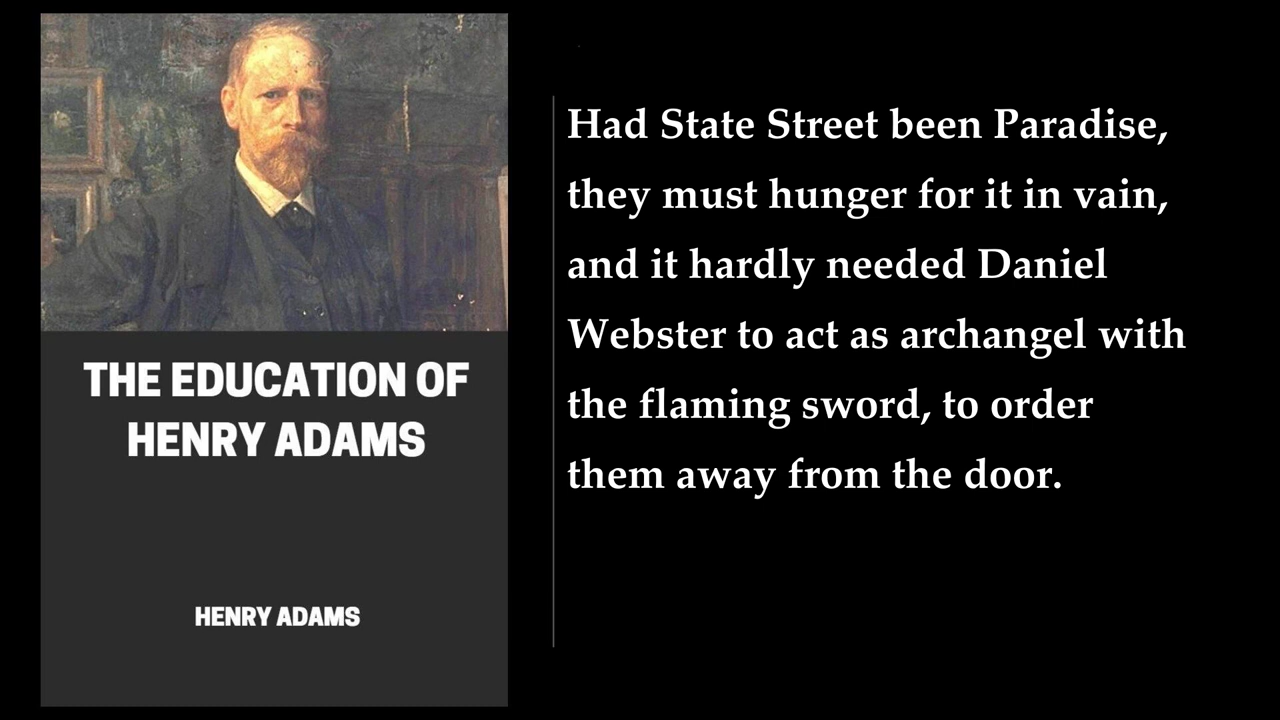 THE EDUCATION OF
HENRY ADAMS
HENRY ADAMS
Had State Street been Paradise,
they must hunger for it in vain,
and it hardly needed Daniel
Webster to act as archangel with
the flaming sword, to order
them away from the door.